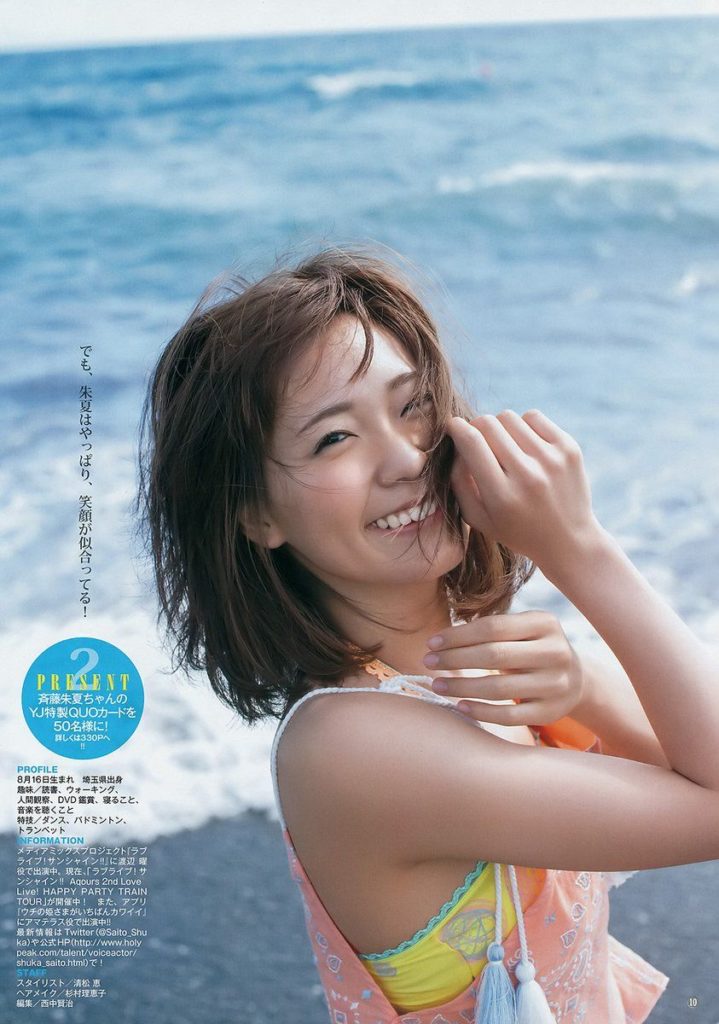 でも、朱夏はやっぱり、笑顔が似合ってる！
2
PRESENT
斉藤朱夏ちゃんの
YJ特製QUOカードを
50名様に!
詳しくは330Pへ
!!
PROFILE
8月16日生まれ　埼玉県出身
趣味／読書、ウォーキング、
人間観察、DVD鑑賞、寝ること、
音楽を聴くこと
特技／ダンス、バドミントン、
トランペット
INFORMATION
メディアミックスプロジェクト『ラブ
ライブ！サンシャイン!!』に渡辺 曜
役で出演中、現在、「ラブライブ！サ
ンシャイン!! Aqours 2nd Love
Live! HAPPY PARTY TRAIN
TOUR」が開催中！　また、アプリ
「ウチの姫さまがいちばんカワイイ」
にアマテラス役で出演中!!
最新情報はTwitter(@Saito_Shu
ka)や公式HP(http://www.holy
peak.com/talent/voiceactor/
shuka_saito.html)で！
STAFF
スタイリスト／清松 恵
ヘアメイク／杉村理恵子
編集／西中賢治
10